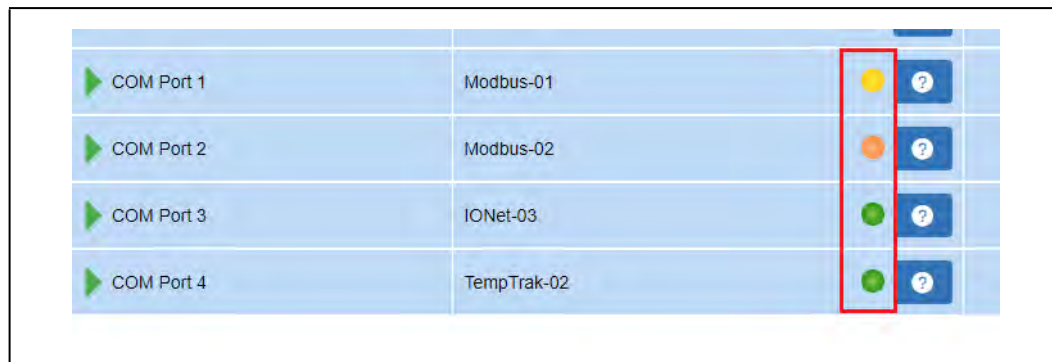 COM Port 1 Modbus-01 ?
COM Port 2 Modbus-02 ?
COM Port 3 IONet-03 ?
COM Port 4 TempTrak-02 ?